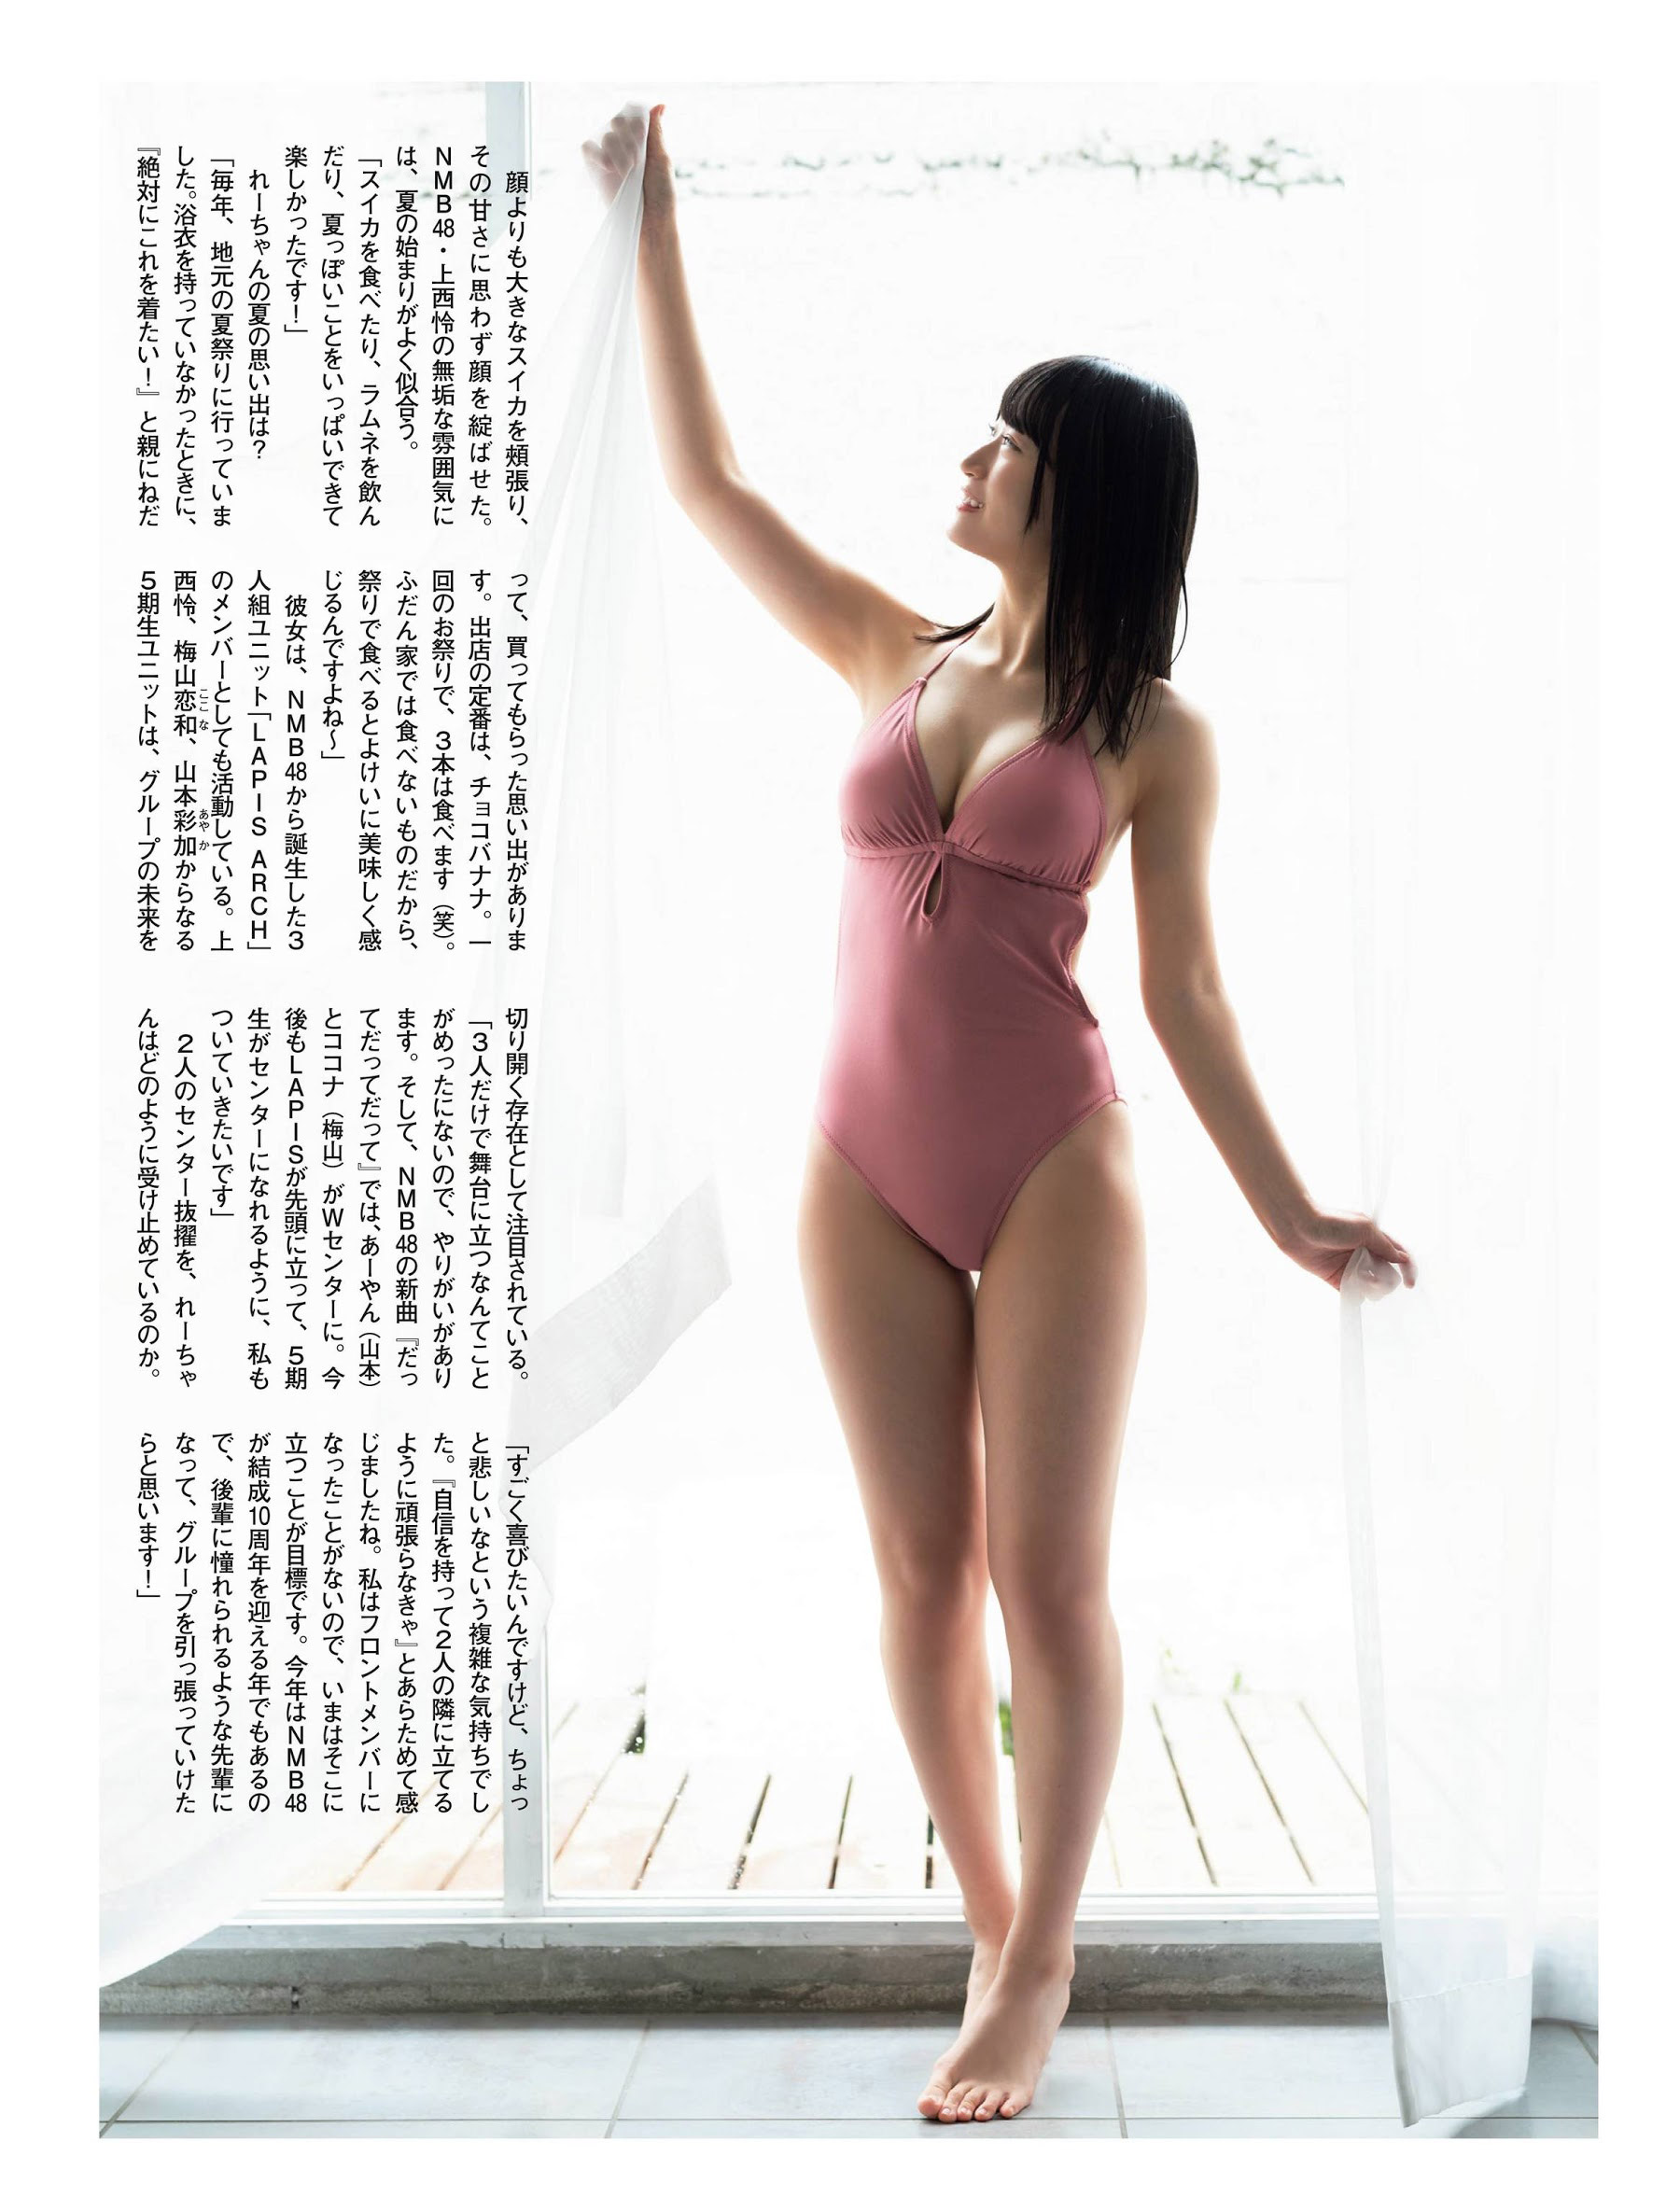 顔よりも大きなスイカを頬張り、
その甘さに思わず顔を綻ばせた。
NMB48・上西怜の無垢な雰囲気に
は、夏の始まりがよく似合う。
「スイカを食べたり、ラムネを飲ん
だり、夏っぽいことをいっぱいできて
楽しかったです！」
れーちゃんの夏の思い出は？
「毎年、地元の夏祭りに行っていま
した。浴衣を持っていなかったときに、
『絶対にこれを着たい！』と親にねだ
って、買ってもらった思い出がありま
す。出店の定番は、チョコバナナ。一
回のお祭りで、3本は食べます（笑）。
ふだん家では食べないものだから、
祭りで食べるとよけいに美味しく感
じるんですよね〜」
彼女は、NMB48から誕生した3
人組ユニット「LAPIS ARCH」
のメンバーとしても活動している。上
西怜、梅山恋和、山本彩加からなる
ここな
あやか
5期生ユニットは、グループの未来を
切り開く存在として注目されている。
「3人だけで舞台に立つなんてこと
がめったにないので、やりがいがあり
ます。そして、NMB48の新曲『だっ
てだってだって』では、あーやん（山本）
とココナ（梅山）がWセンターに。今
後もLAPISが先頭に立って、5期
生がセンターになれるように、私も
ついていきたいです」
2人のセンター抜擢を、れーちゃ
んはどのように受け止めているのか。
「すごく喜びたいんですけど、ちょっ
と悲しいなという複雑な気持ちでし
た。『自信を持って2人の隣に立てる
ように頑張らなきゃ』とあらためて感
じましたね。私はフロントメンバーに
なったことがないので、いまはそこに
立つことが目標です。今年はNMB48
が結成10周年を迎える年でもあるの
で、後輩に憧れられるような先輩に
なって、グループを引っ張っていけた
らと思います！」